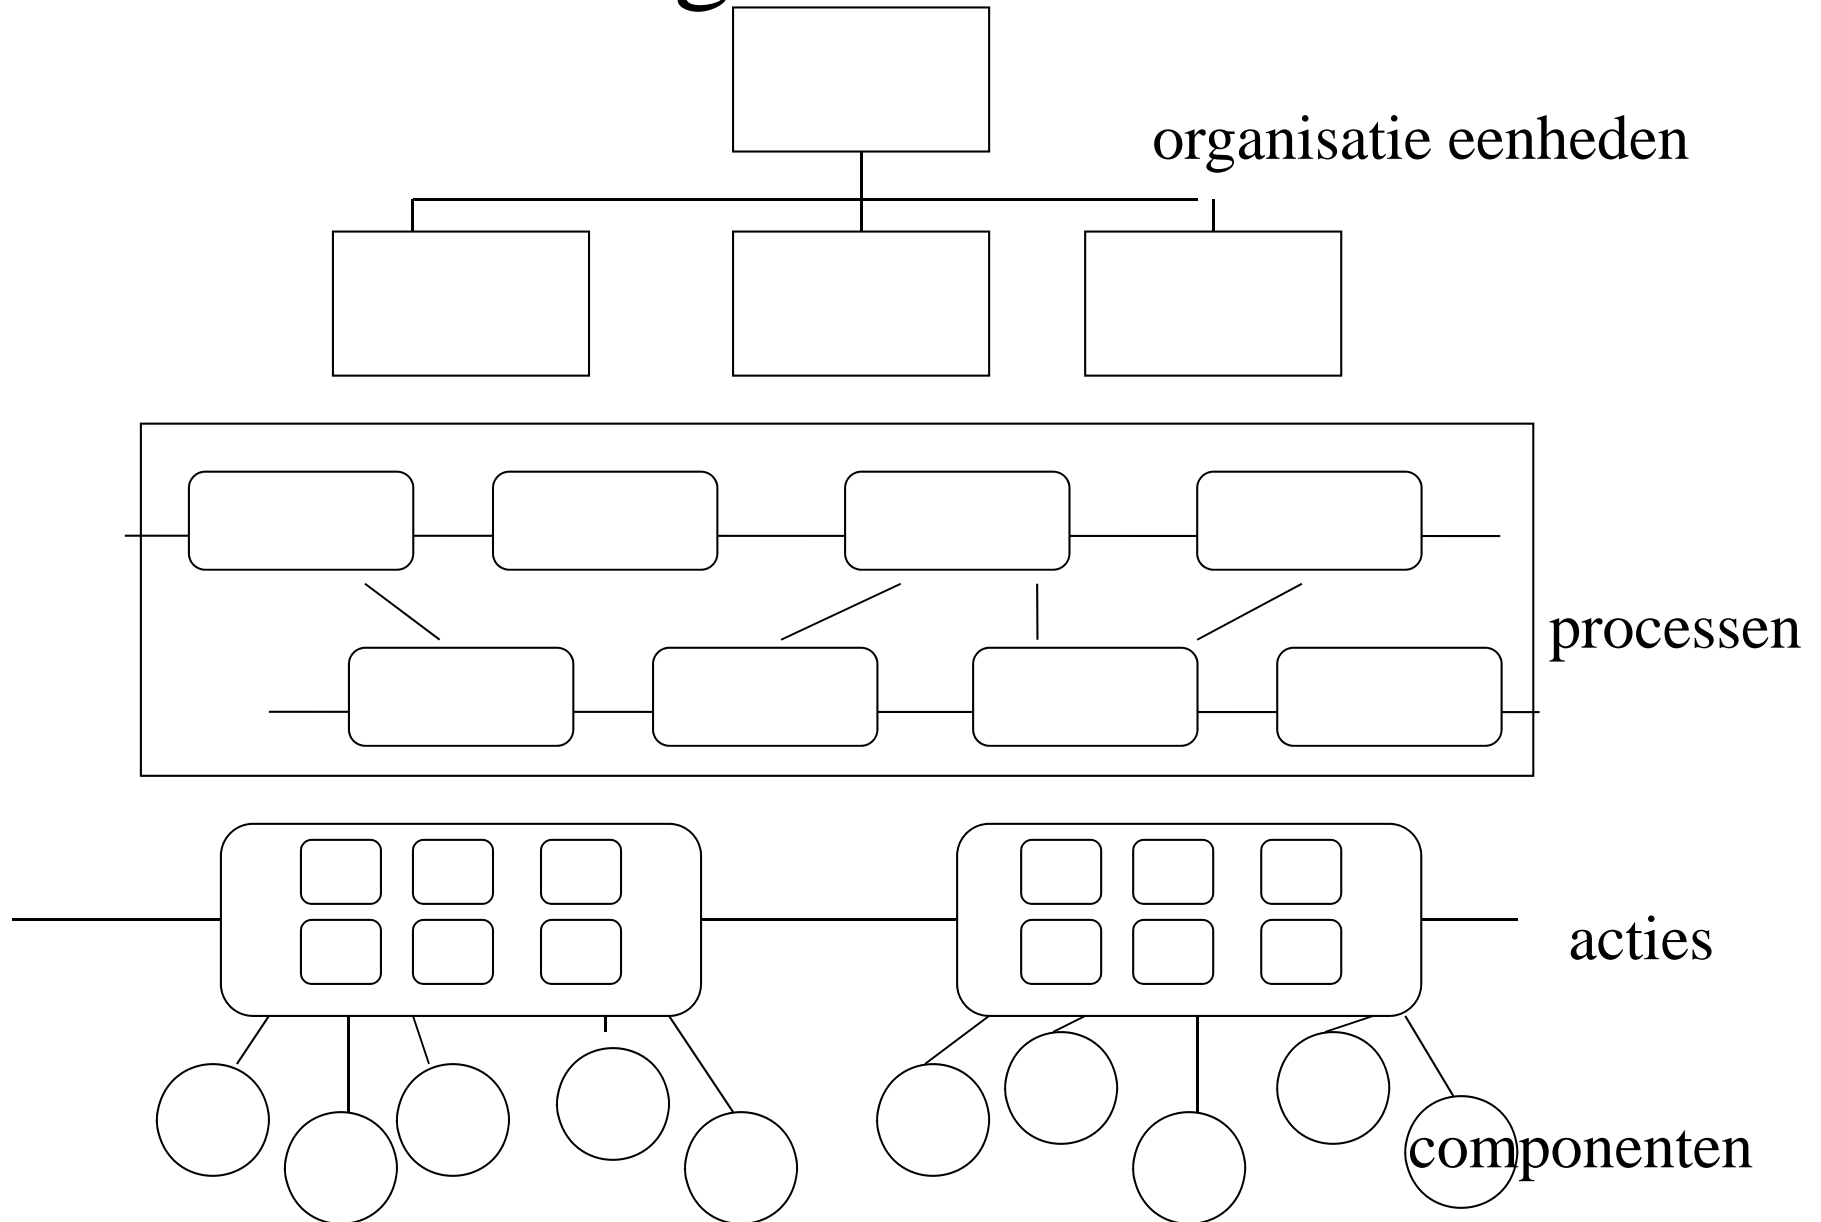 organisatie eenheden
processen
acties
componenten